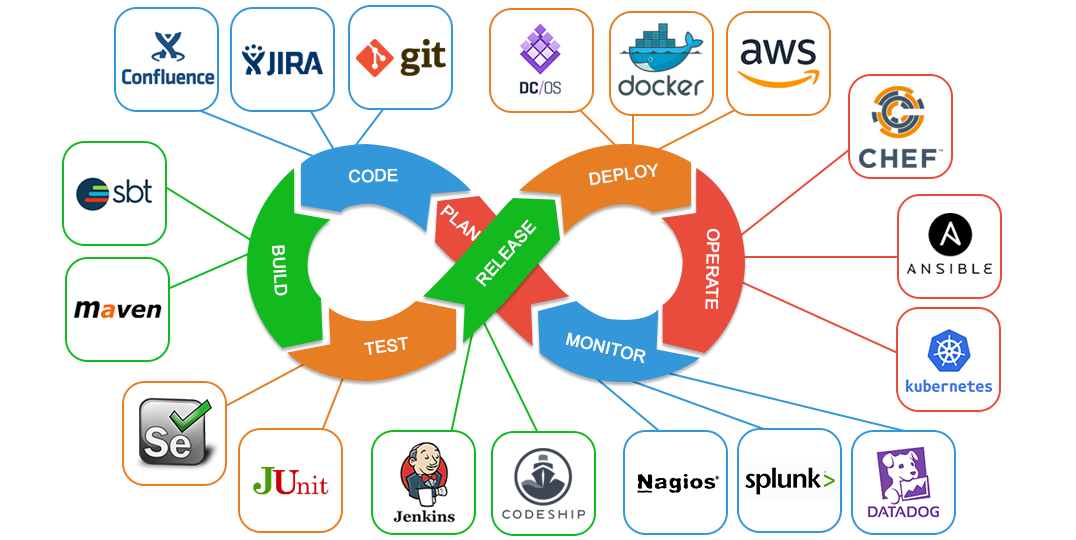 Confluence
JIRA
git
DC/OS
docker
aws
CHEF™
sbt
maven
CODE
PLAN
RELEASE
DEPLOY
OPERATE
BUILD
TEST
MONITOR
ANSIBLE
kubernetes
Se
JUnit
Jenkins
CODESHIP
Nagios®
splunk>
DATADOG